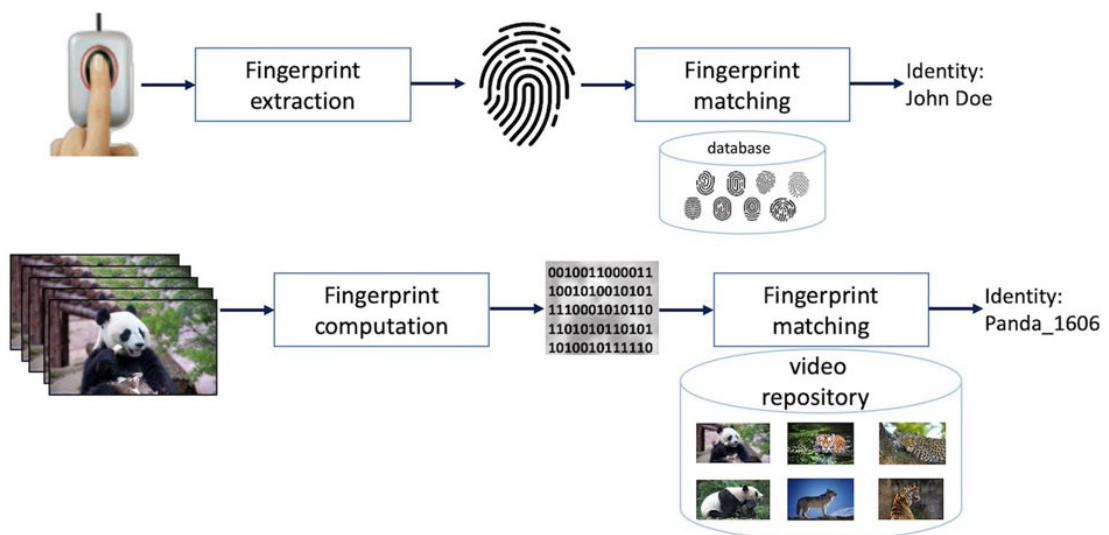 Fingerprint
extraction
Fingerprint
matching
Identity:
John Doe
database
0010011000011
1001010010101
1110001010110
1101010110101
1010010111110
Fingerprint
computation
Fingerprint
matching
Identity:
Panda_1606
video
repository